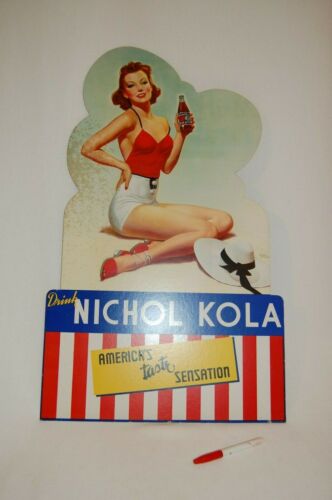 Drink
NICHOL KOLA
AMERICA'S
taste
SENSATION